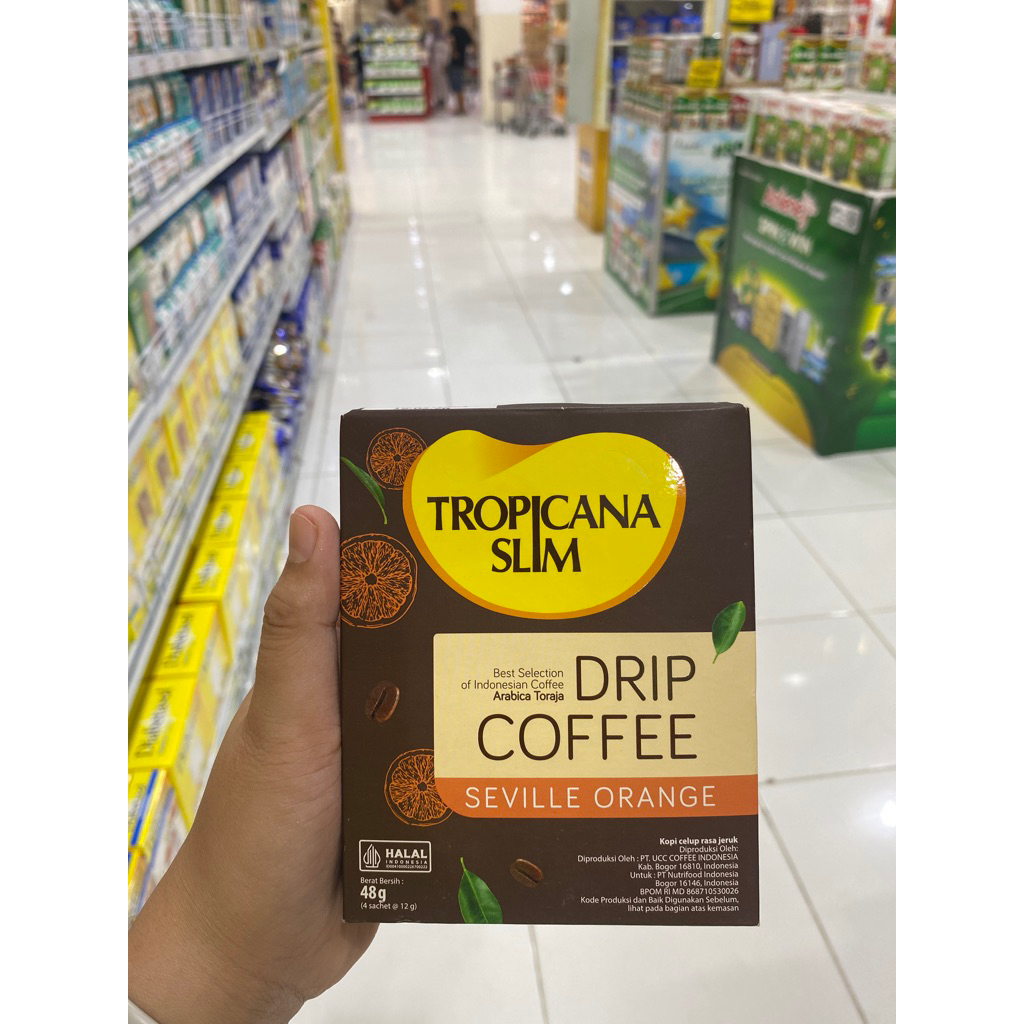 TROPICANA
SLIM
Best Selection
of Indonesian Coffee
Arabica Toraja
DRIP
COFFEE
SEVILLE ORANGE
HALAL
INDONESIA
Berat Bersih :
48g
(4 sachet @ 12 g)
Kopi celup rasa jeruk
Diproduksi Oleh:
Diproduksi Oleh : PT. UCC COFFEE INDONESIA
Kab. Bogor 16810, Indonesia
Untuk : PT Nutrifood Indonesia
Bogor 16146, Indonesia
BPOM RI MD 868710530026
Kode Produksi dan Baik Digunakan Sebelum,
lihat pada bagian atas kemasan
Diabetasol